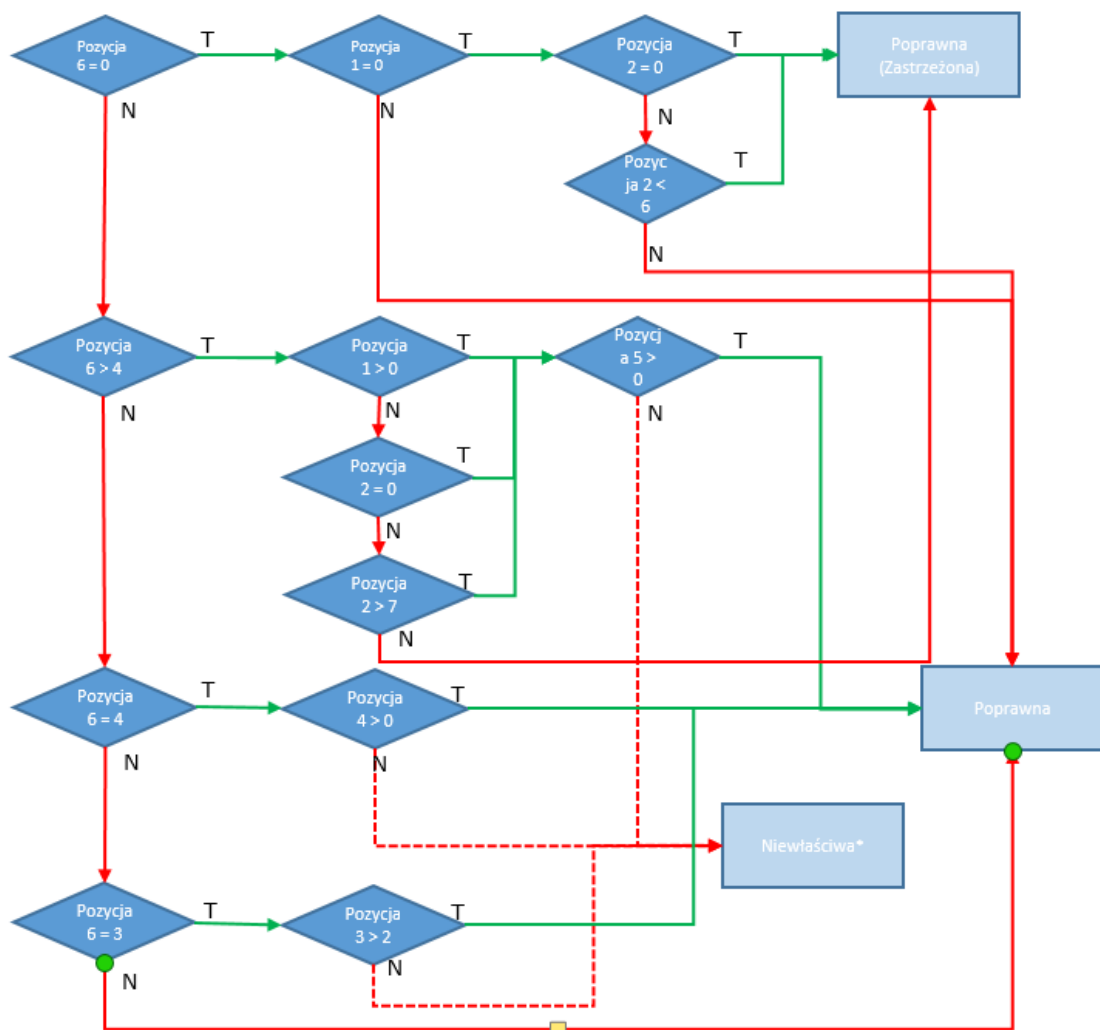 Pozycja
6 = 0
T
N
Pozycja
1 = 0
T
N
Pozycja
2 = 0
T
N
Pozyc
ja 2 <
6
T
N
Poprawna
(Zastrzeżona)
Pozycja
6 > 4
T
N
Pozycja
1 > 0
T
N
Pozycja
2 = 0
T
N
Pozycja
2 > 7
T
N
Pozycj
a 5 >
0
T
N
Pozycja
6 = 4
T
N
Pozycja
4 > 0
T
N
Poprawna
Niewłaściwa*
Pozycja
6 = 3
T
N
Pozycja
3 > 2
T
N